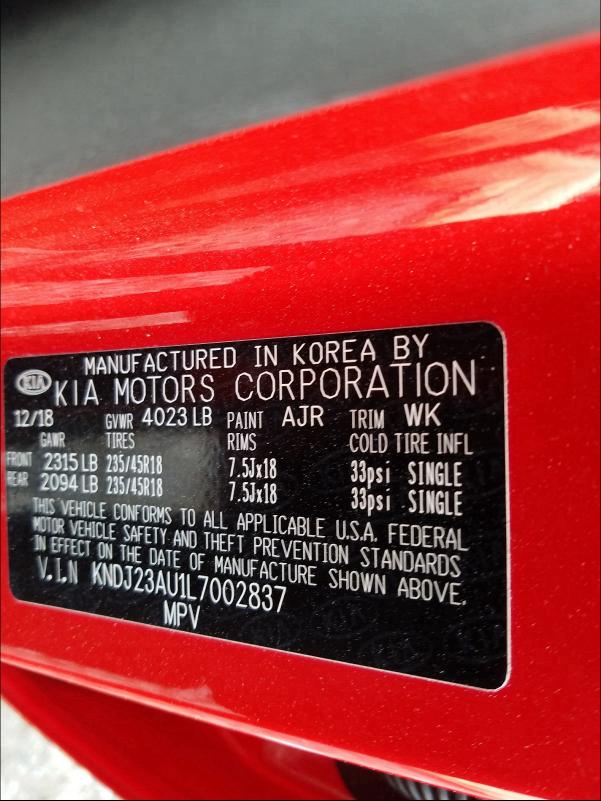 MANUFACTURED IN KOREA BY
KIA KIA MOTORS CORPORATION
12/18 GVWR 4023 LB PAINT AJR TRIM WK
GAWR TIRES RIMS COLD TIRE INFL
FRONT 2315 LB 235/45R18 7.5Jx18 33psi SINGLE
REAR 2094 LB 235/45R18 7.5Jx18 33psi SINGLE
THIS VEHICLE CONFORMS TO ALL APPLICABLE U.S.A. FEDERAL
MOTOR VEHICLE SAFETY AND THEFT PREVENTION STANDARDS
IN EFFECT ON THE DATE OF MANUFACTURE SHOWN ABOVE.
V.I.N KNDJ23AU1L7002837
MPV